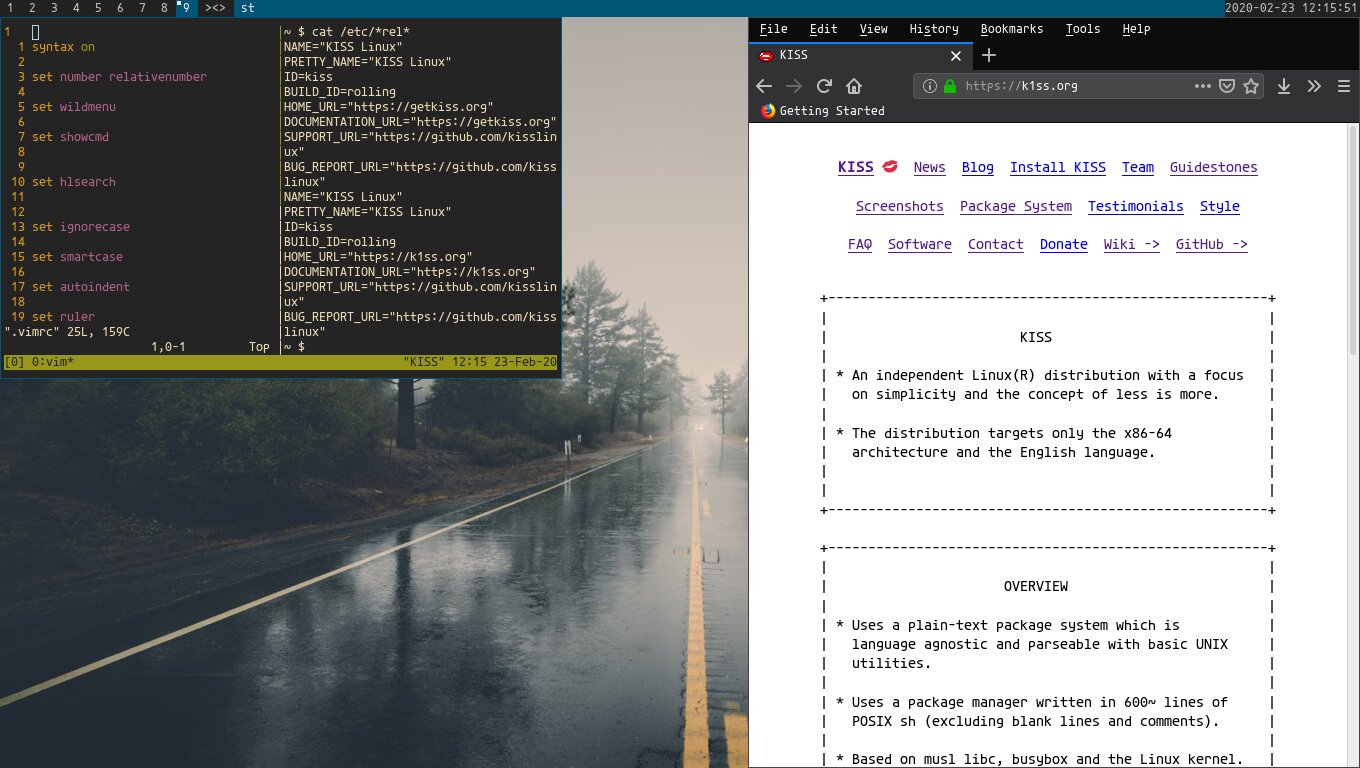 1 2 3 4 5 6 7 8 9 ><> st 2020-02-23 12:15:51
1
1 syntax on
2
3 set number relativenumber
4
5 set wildmenu
6
7 set showcmd
8
9
10 set hlsearch
11
12
13 set ignorecase
14
15 set smartcase
16
17 set autoindent
18
19 set ruler
".vimrc" 25L, 159C
1,0-1 Top
~ $ cat /etc/*rel*
NAME="KISS Linux"
PRETTY_NAME="KISS Linux"
ID=kiss
BUILD_ID=rolling
HOME_URL="https://getkiss.org"
DOCUMENTATION_URL="https://getkiss.org"
SUPPORT_URL="https://github.com/kisslin
ux"
BUG_REPORT_URL="https://github.com/kiss
linux"
NAME="KISS Linux"
PRETTY_NAME="KISS Linux"
ID=kiss
BUILD_ID=rolling
HOME_URL="https://k1ss.org"
DOCUMENTATION_URL="https://k1ss.org"
SUPPORT_URL="https://github.com/kisslin
ux"
BUG_REPORT_URL="https://github.com/kiss
linux"
~ $
[0] 0:vim* "KISS" 12:15 23-Feb-20
File Edit View History Bookmarks Tools Help
KISS
https://k1ss.org
Getting Started
KISS 💋 News Blog Install KISS Team Guidestones
Screenshots Package System Testimonials Style
FAQ Software Contact Donate Wiki -> GitHub ->
+-------------------------------------------------------+
|
| KISS |
|
| * An independent Linux(R) distribution with a focus |
| on simplicity and the concept of less is more. |
|
| * The distribution targets only the x86-64 |
| architecture and the English language. |
|
|
+-------------------------------------------------------+
+-------------------------------------------------------+
|
| OVERVIEW |
|
| * Uses a plain-text package system which is |
| language agnostic and parseable with basic UNIX |
| utilities. |
|
| * Uses a package manager written in 600~ lines of |
| POSIX sh (excluding blank lines and comments). |
|
| * Based on musl libc, busybox and the Linux kernel. |